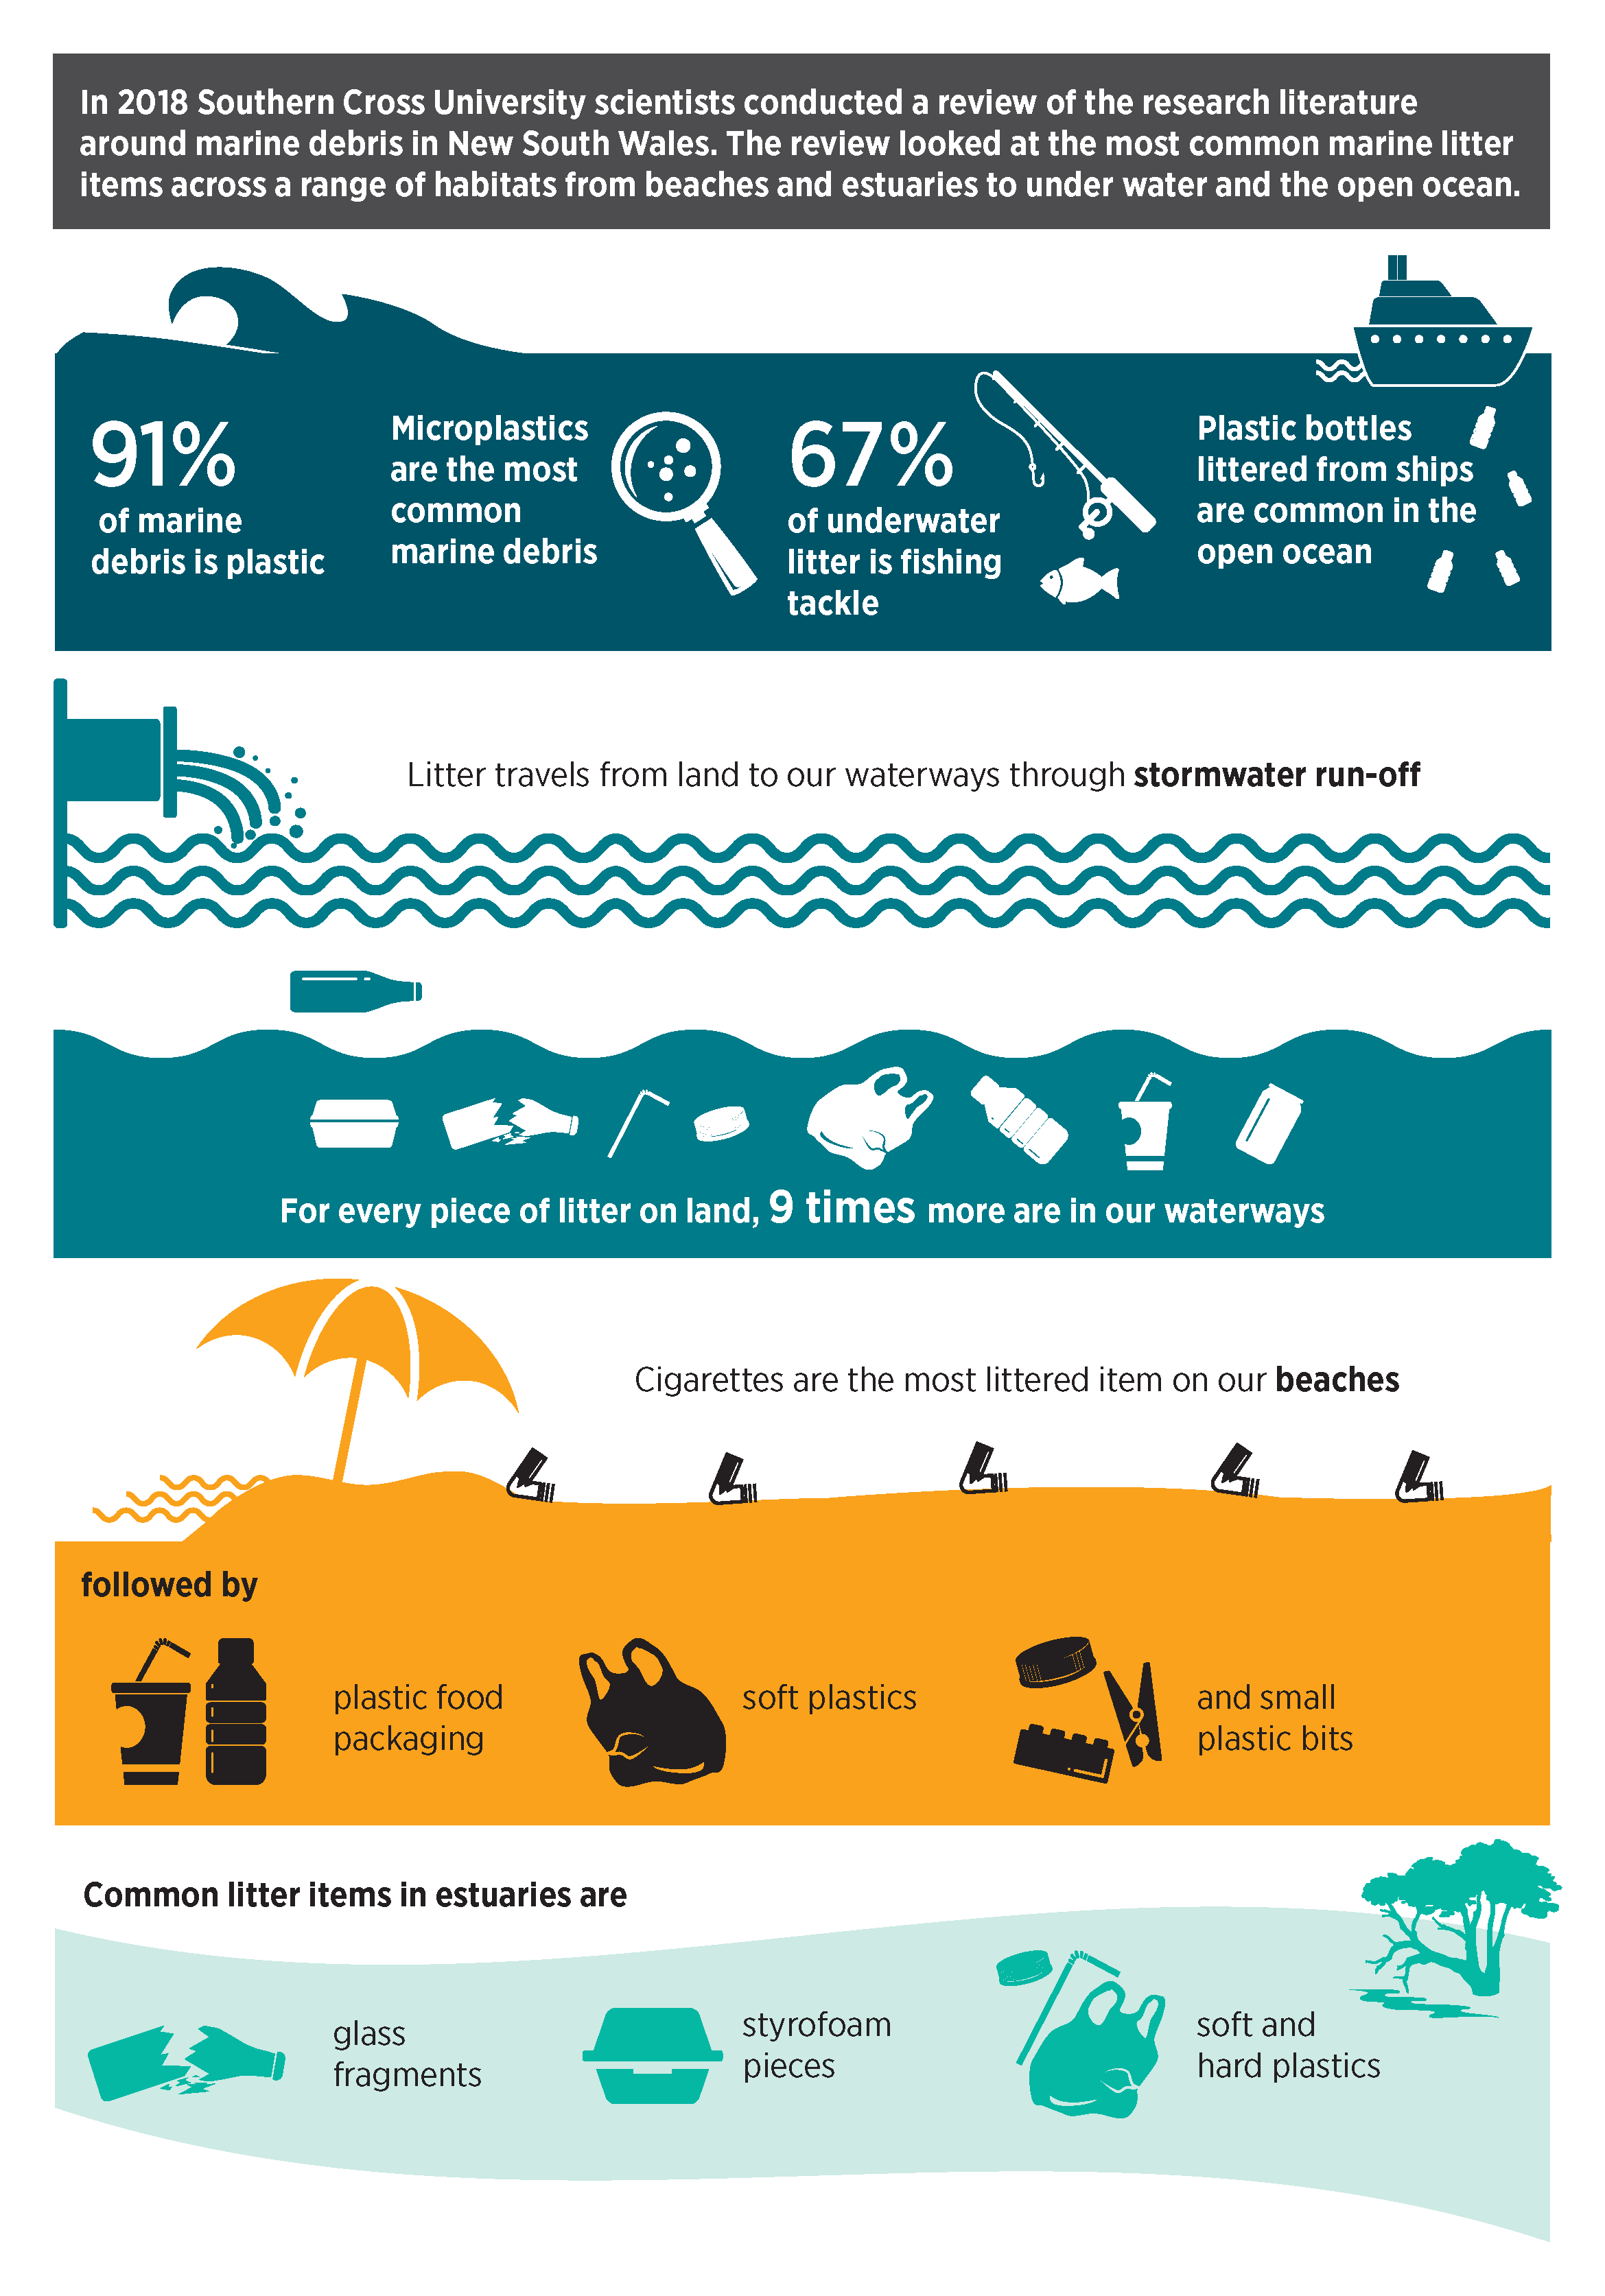 In 2018 Southern Cross University scientists conducted a review of the research literature
around marine debris in New South Wales. The review looked at the most common marine litter
items across a range of habitats from beaches and estuaries to under water and the open ocean.
91%
of marine
debris is plastic
Microplastics
are the most
common
marine debris
67%
of underwater
litter is fishing
tackle
Plastic bottles
littered from ships
are common in the
open ocean
Litter travels from land to our waterways through stormwater run-off
For every piece of litter on land, 9 times more are in our waterways
Cigarettes are the most littered item on our beaches
followed by
plastic food
packaging
soft plastics
and small
plastic bits
Common litter items in estuaries are
glass
fragments
styrofoam
pieces
soft and
hard plastics